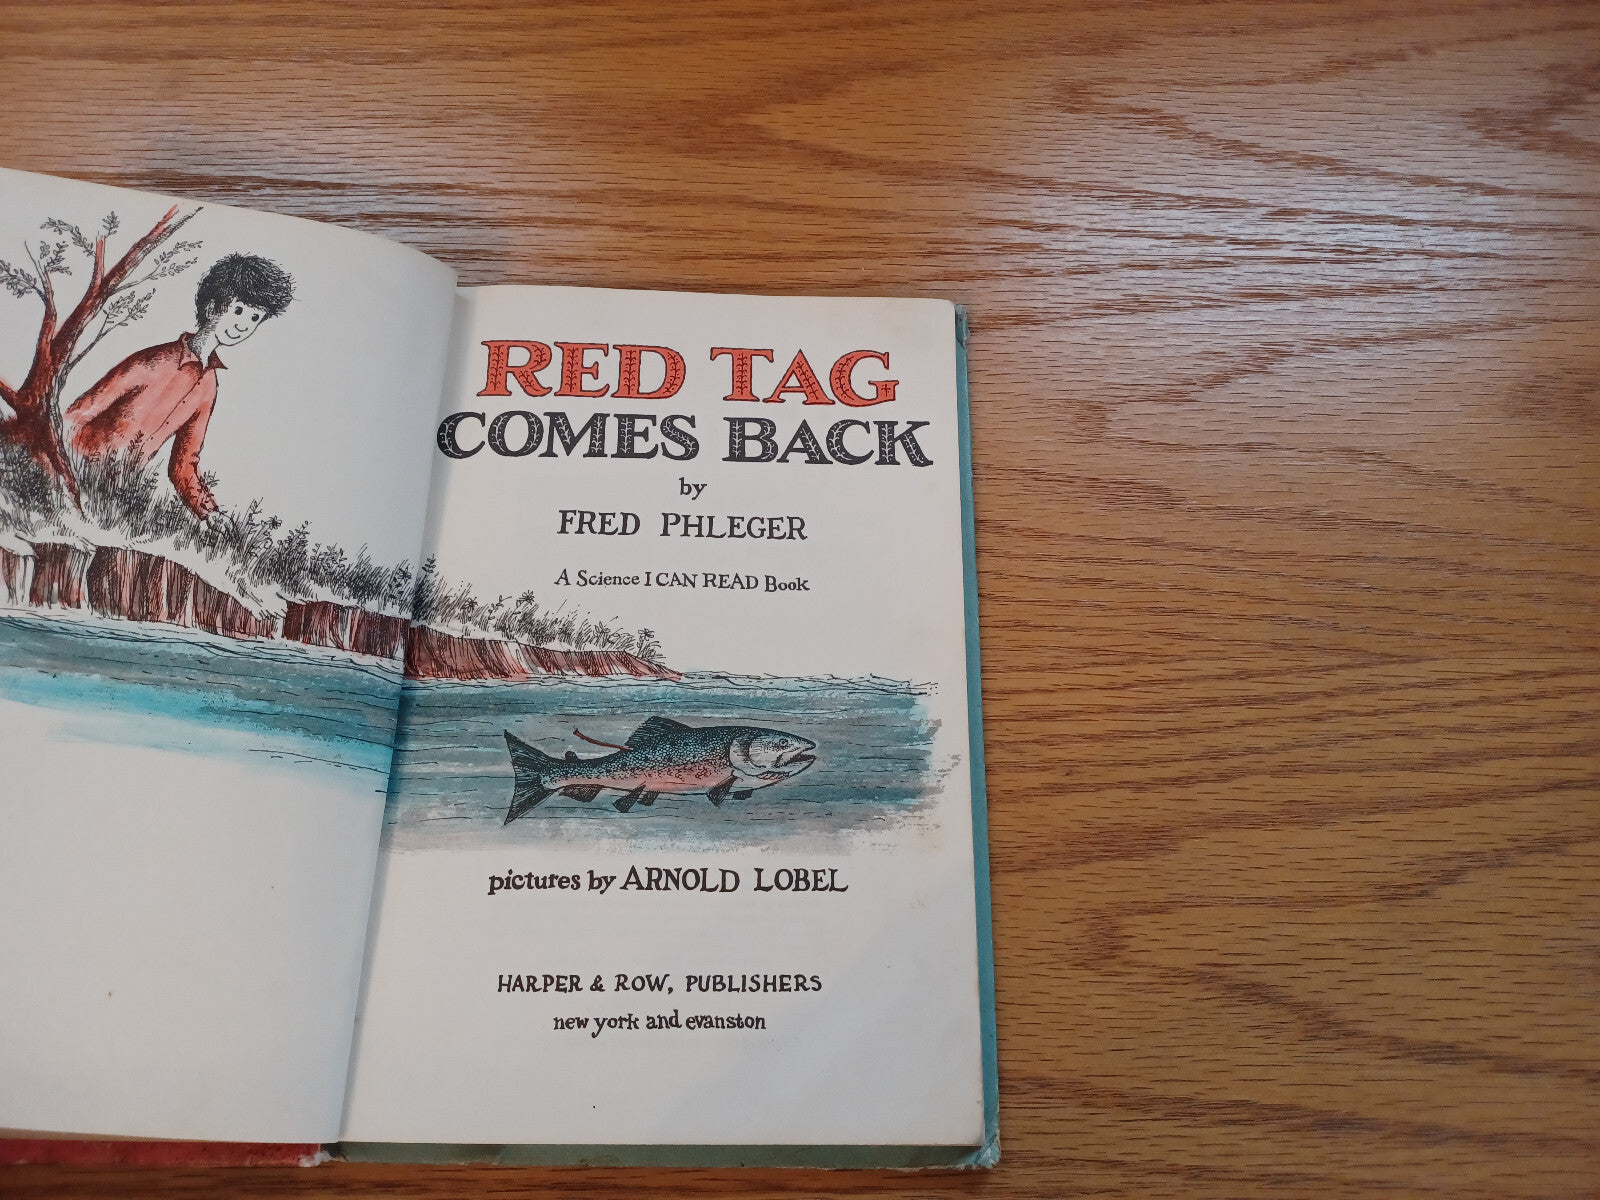 RED TAG
COMES BACK
by
FRED PHLEGER
A Science I CAN READ Book
pictures by ARNOLD LOBEL
HARPER & ROW, PUBLISHERS
new york and evanston